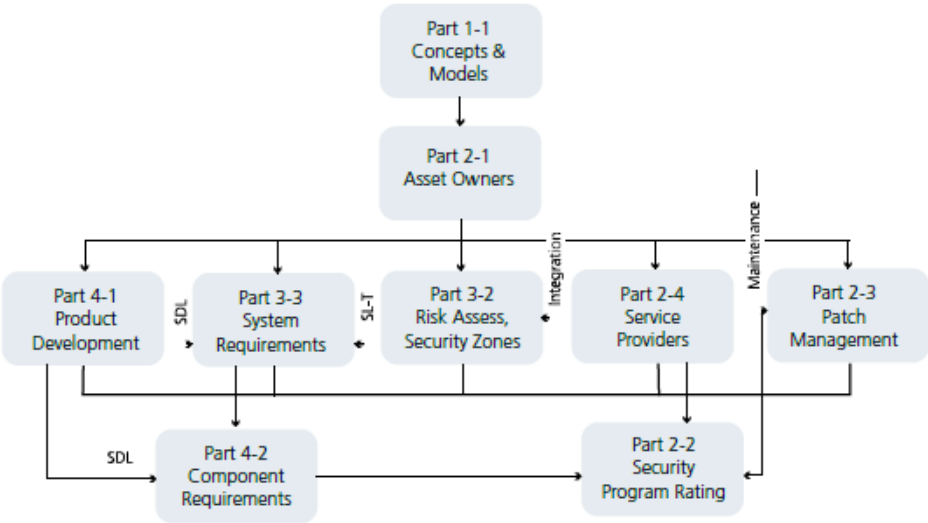 Part 1-1
Concepts &
Models
Part 2-1
Asset Owners
Maintenance
Integration
Part 4-1
Product
Development
SDL
Part 3-3
System
Requirements
SL-T
Part 3-2
Risk Assess,
Security Zones
Part 2-4
Service
Providers
Part 2-3
Patch
Management
SDL
Part 4-2
Component
Requirements
Part 2-2
Security
Program Rating